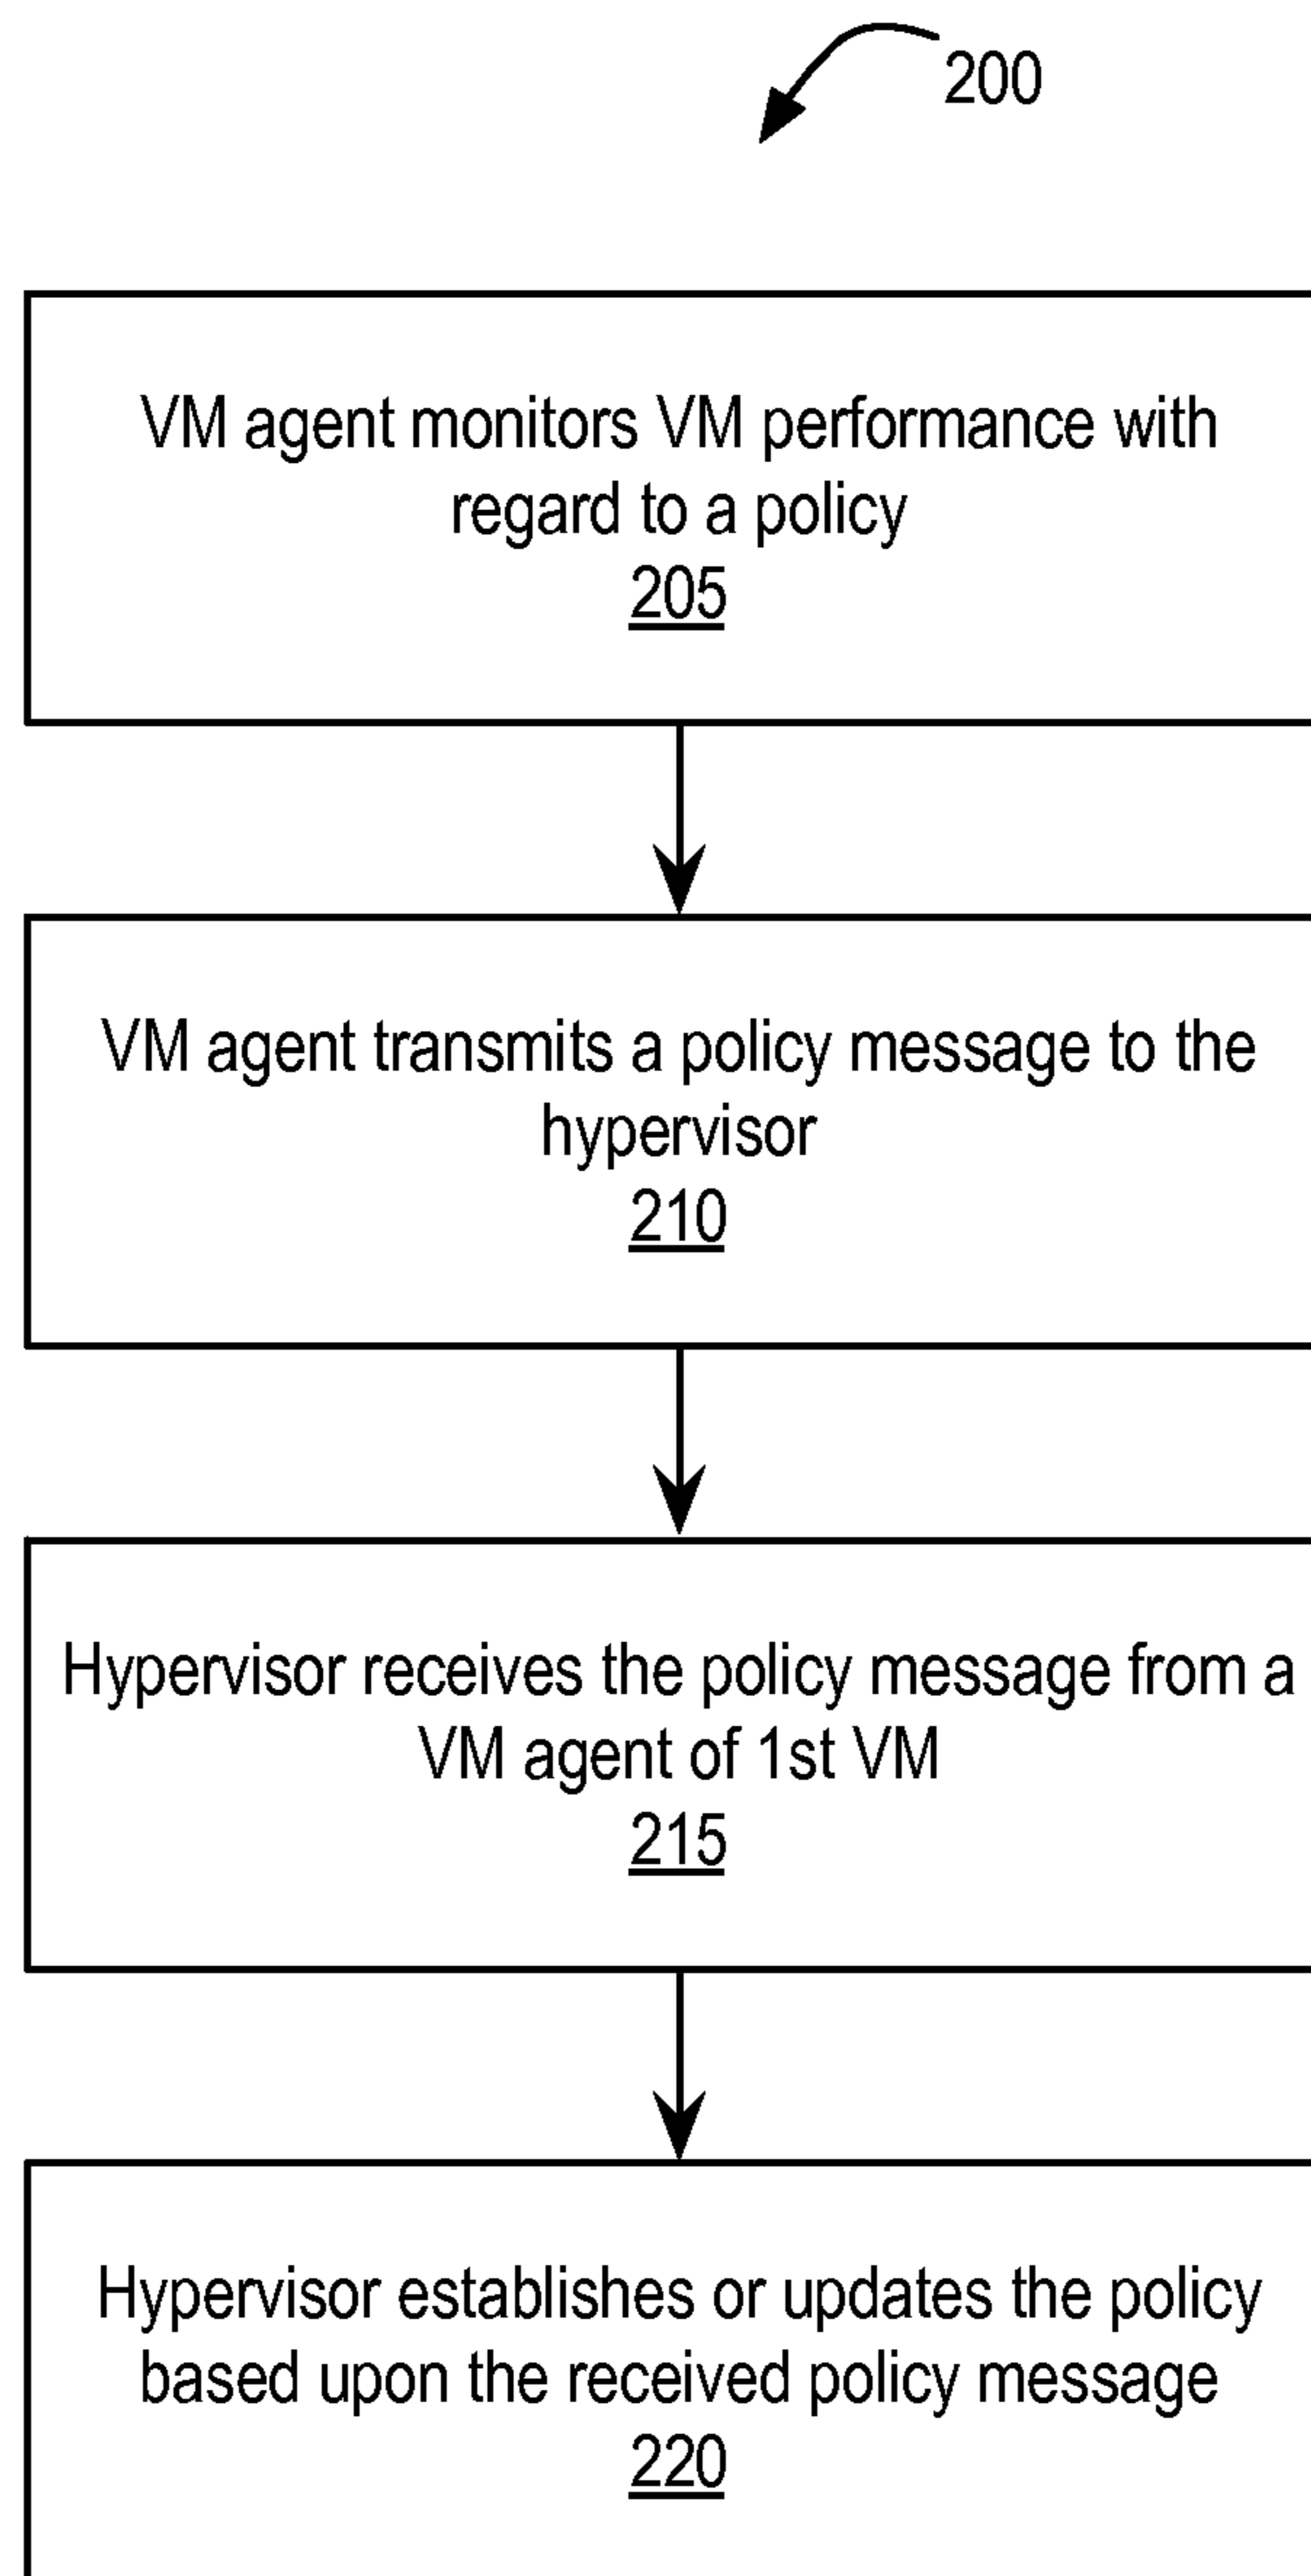 200
VM agent monitors VM performance with
regard to a policy
205
VM agent transmits a policy message to the
hypervisor
210
Hypervisor receives the policy message from a
VM agent of 1st VM
215
Hypervisor establishes or updates the policy
based upon the received policy message
220